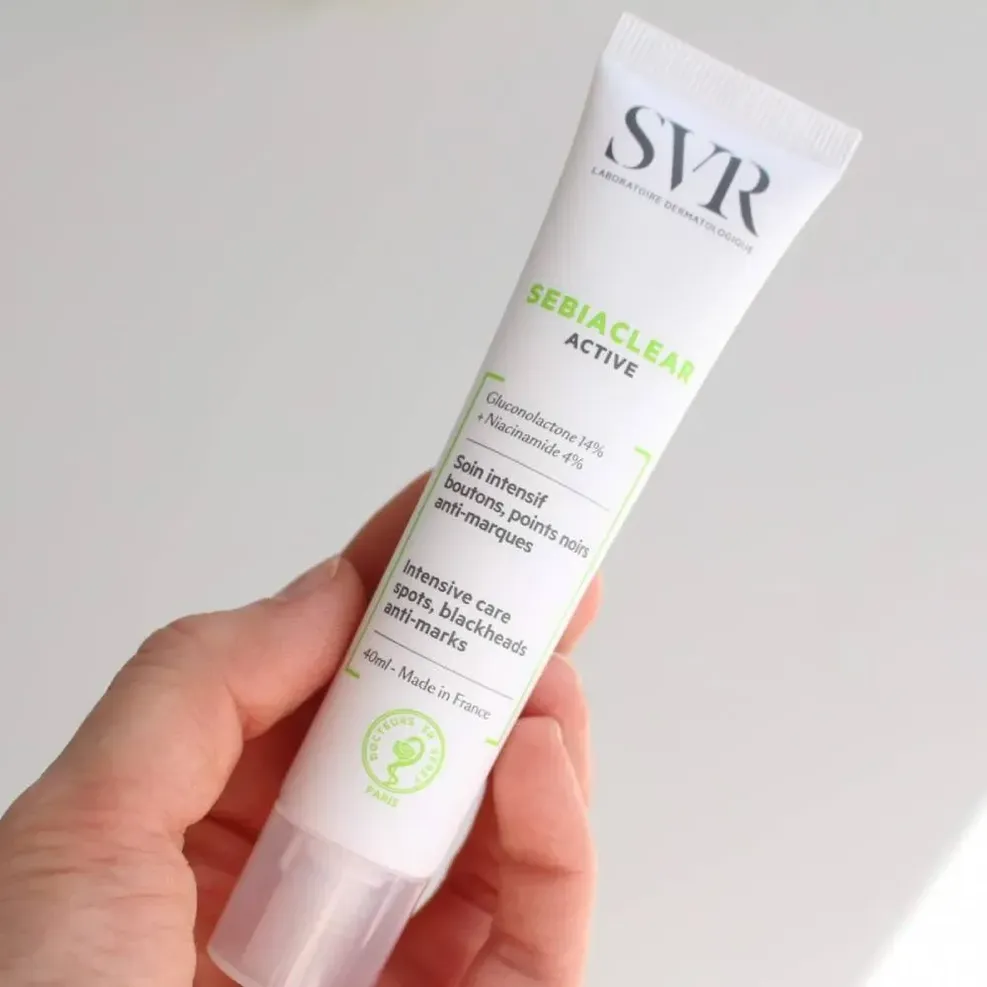 SVR
LABORATOIRE DERMATOLOGIQUE
SEBIACLEAR
ACTIVE
Gluconolactone 14%
+ Niacinamide 4%
Soin intensif
boutons, points noirs
anti-marques
Intensive care
spots, blackheads
anti-marks
40ml - Made in France
DOCTEURS
PARIS